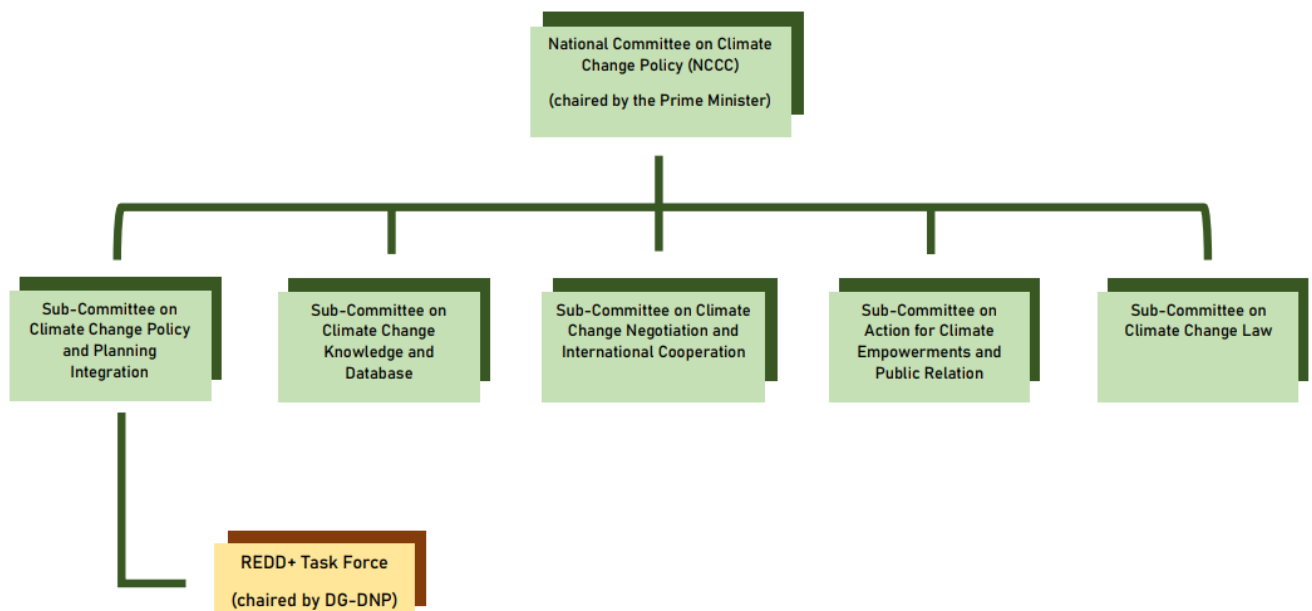 National Committee on Climate
Change Policy (NCCC)
(chaired by the Prime Minister)
Sub-Committee on
Climate Change Policy
and Planning
Integration
Sub-Committee on
Climate Change
Knowledge and
Database
Sub-Committee on Climate
Change Negotiation and
International Cooperation
Sub-Committee on
Action for Climate
Empowerments and
Public Relation
Sub-Committee on
Climate Change Law
REDD+ Task Force
(chaired by DG-DNP)